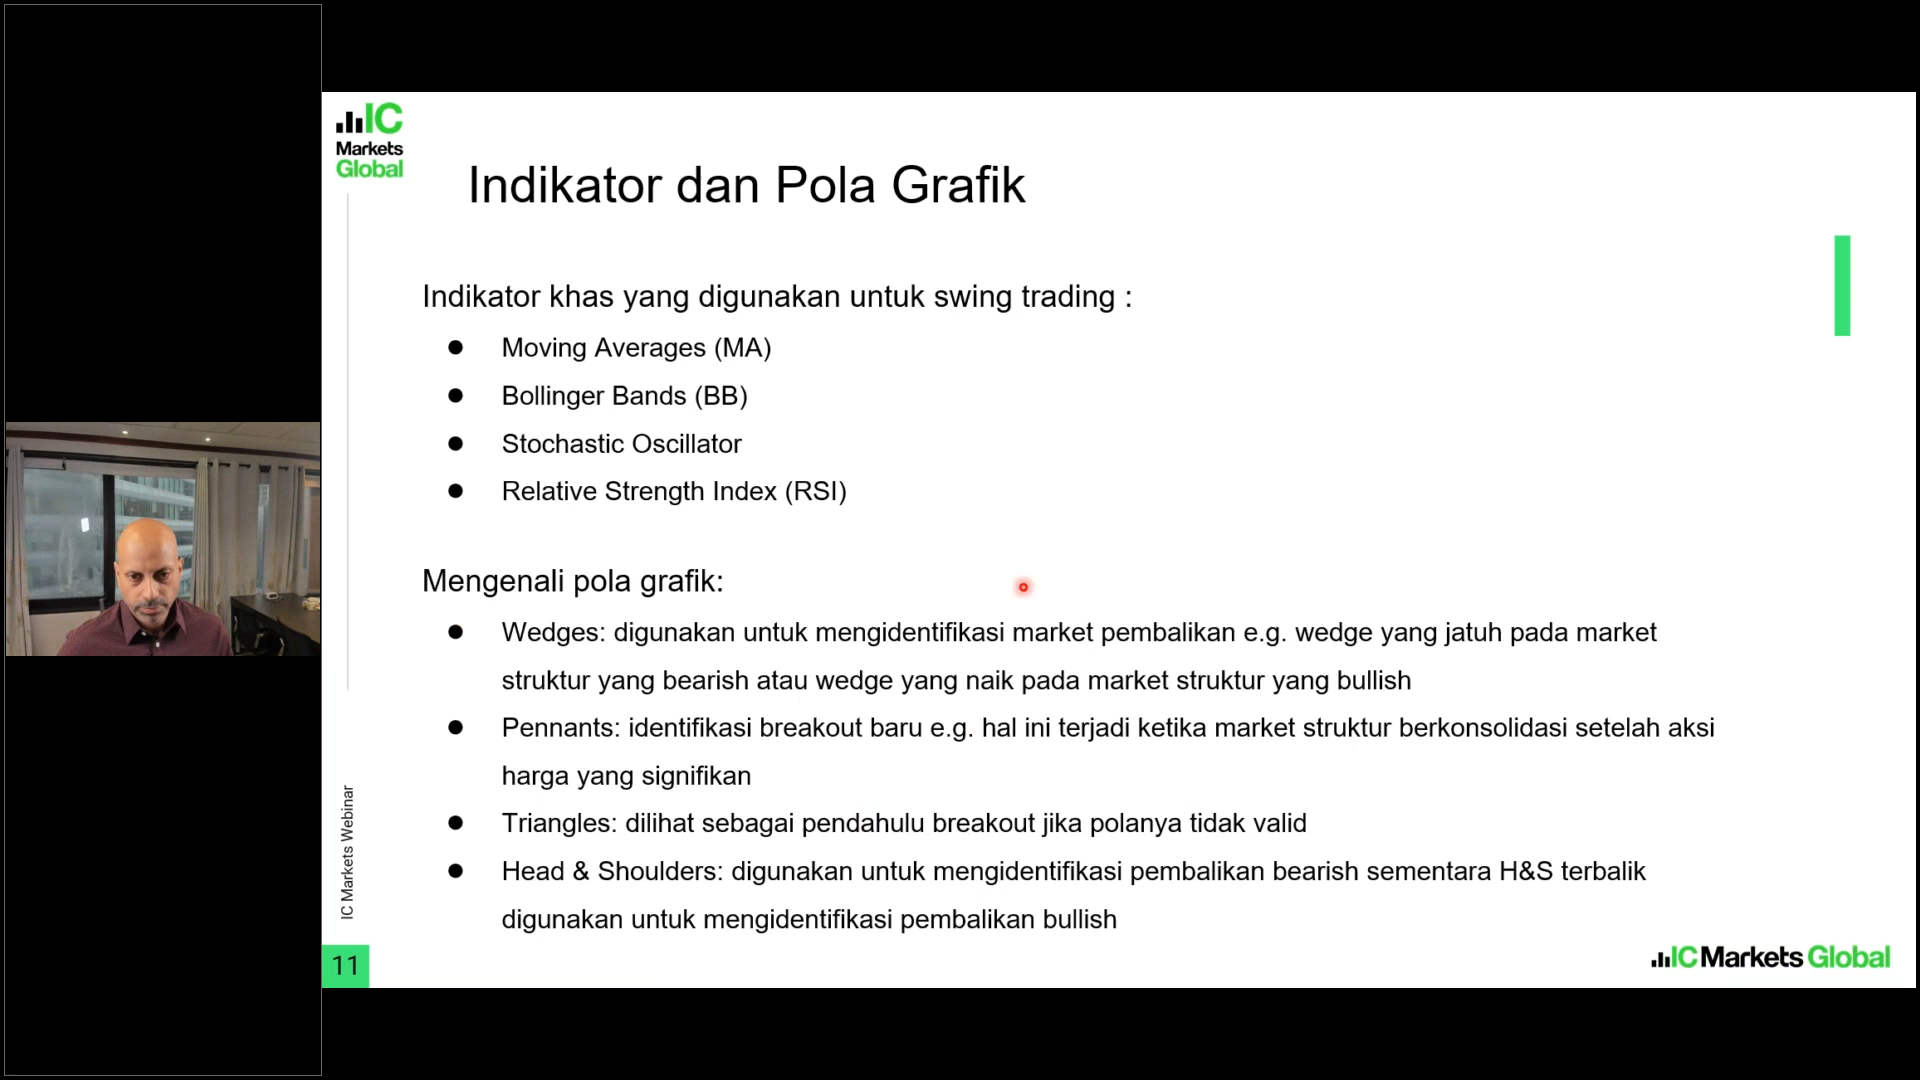 IC
Markets
Global
Indikator dan Pola Grafik
Indikator khas yang digunakan untuk swing trading :
● Moving Averages (MA)
● Bollinger Bands (BB)
● Stochastic Oscillator
● Relative Strength Index (RSI)
Mengenali pola grafik:
● Wedges: digunakan untuk mengidentifikasi market pembalikan e.g. wedge yang jatuh pada market
struktur yang bearish atau wedge yang naik pada market struktur yang bullish
● Pennants: identifikasi breakout baru e.g. hal ini terjadi ketika market struktur berkonsolidasi setelah aksi
harga yang signifikan
● Triangles: dilihat sebagai pendahulu breakout jika polanya tidak valid
● Head & Shoulders: digunakan untuk mengidentifikasi pembalikan bearish sementara H&S terbalik
digunakan untuk mengidentifikasi pembalikan bullish
IC Markets Webinar
11
IC Markets Global